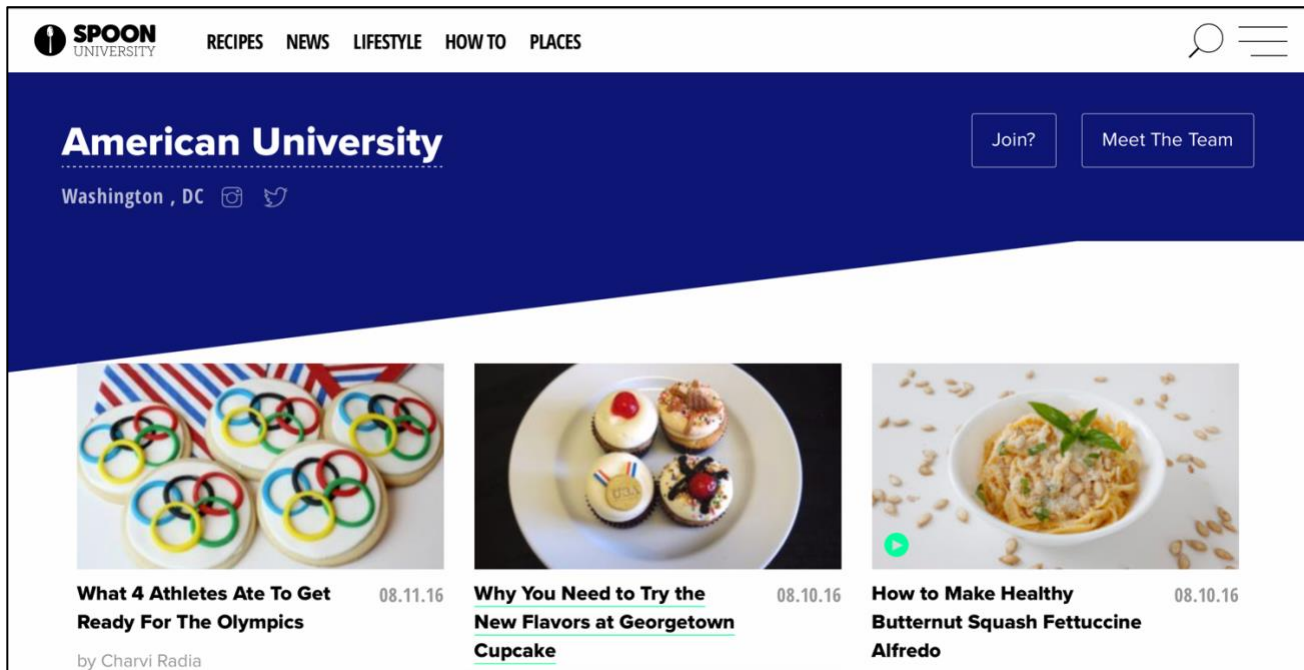 SPOON
UNIVERSITY
RECIPES NEWS LIFESTYLE HOW TO PLACES
American University
Join?
Meet The Team
Washington , DC
What 4 Athletes Ate To Get
Ready For The Olympics
08.11.16
by Charvi Radia
Why You Need to Try the
New Flavors at Georgetown
Cupcake
08.10.16
How to Make Healthy
Butternut Squash Fettuccine
Alfredo
08.10.16